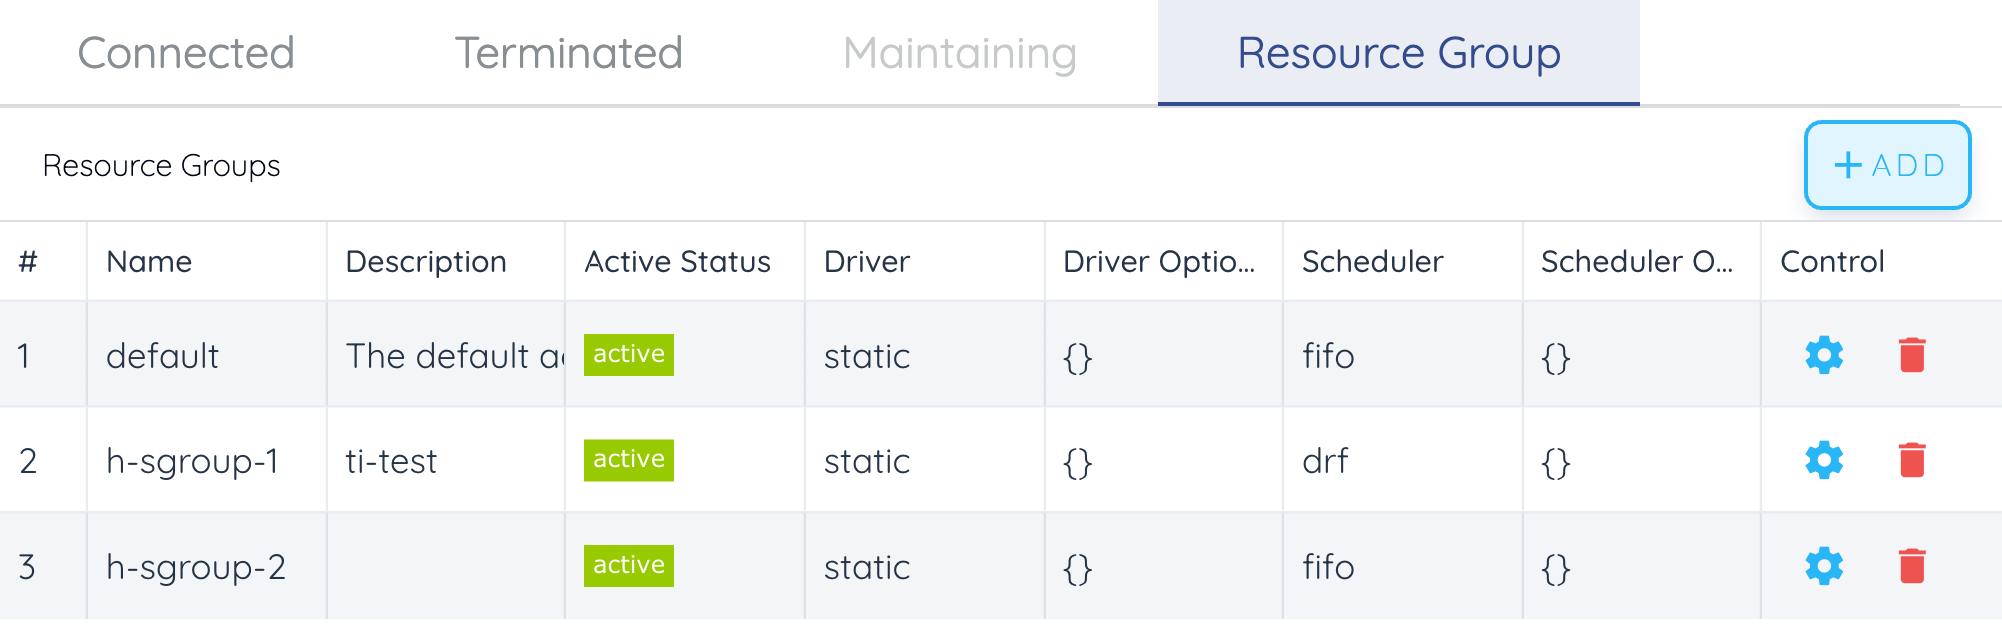 Connected Terminated Maintaining Resource Group
Resource Groups
+ ADD
# Name Description Active Status Driver Driver Optio... Scheduler Scheduler O... Control
1 default The default a active static {} fifo {}
2 h-sgroup-1 ti-test active static {} drf {}
3 h-sgroup-2 active static {} fifo {}